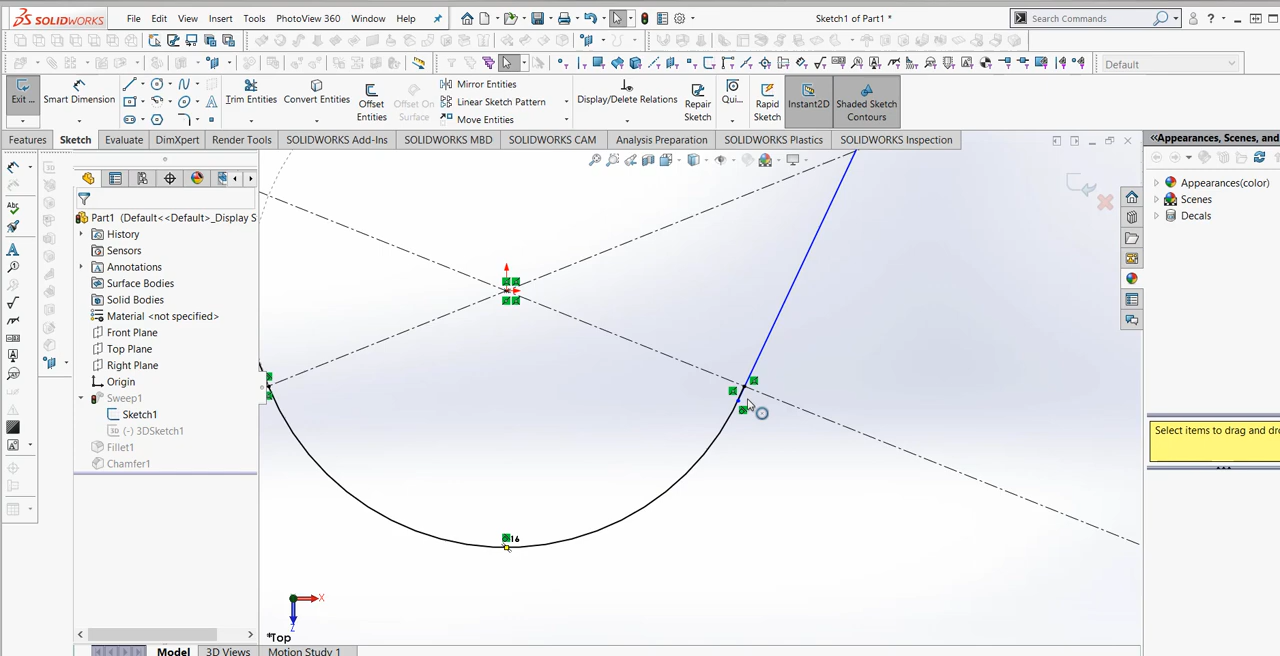 SOLIDWORKS File Edit View Insert Tools PhotoView 360 Window Help Sketch1 of Part1 * Search Commands ?
Default
Exit ... Smart Dimension Trim Entities Convert Entities Offset Entities Offset On Surface Mirror Entities Linear Sketch Pattern Move Entities Display/Delete Relations Repair Sketch Qui... Rapid Sketch Instant2D Shaded Sketch Contours
Features Sketch Evaluate DimXpert Render Tools SOLIDWORKS Add-Ins SOLIDWORKS MBD SOLIDWORKS CAM Analysis Preparation SOLIDWORKS Plastics SOLIDWORKS Inspection
<<Appearances, Scenes, and
Appearances(color)
Scenes
Decals
Select items to drag and dro
Part1 (Default<<Default>_Display S
History
Sensors
Annotations
Surface Bodies
Solid Bodies
Material <not specified>
Front Plane
Top Plane
Right Plane
Origin
Sweep1
Sketch1
(-) 3DSketch1
Fillet1
Chamfer1
16
X
Z
*Top
Model 3D Views Motion Study 1